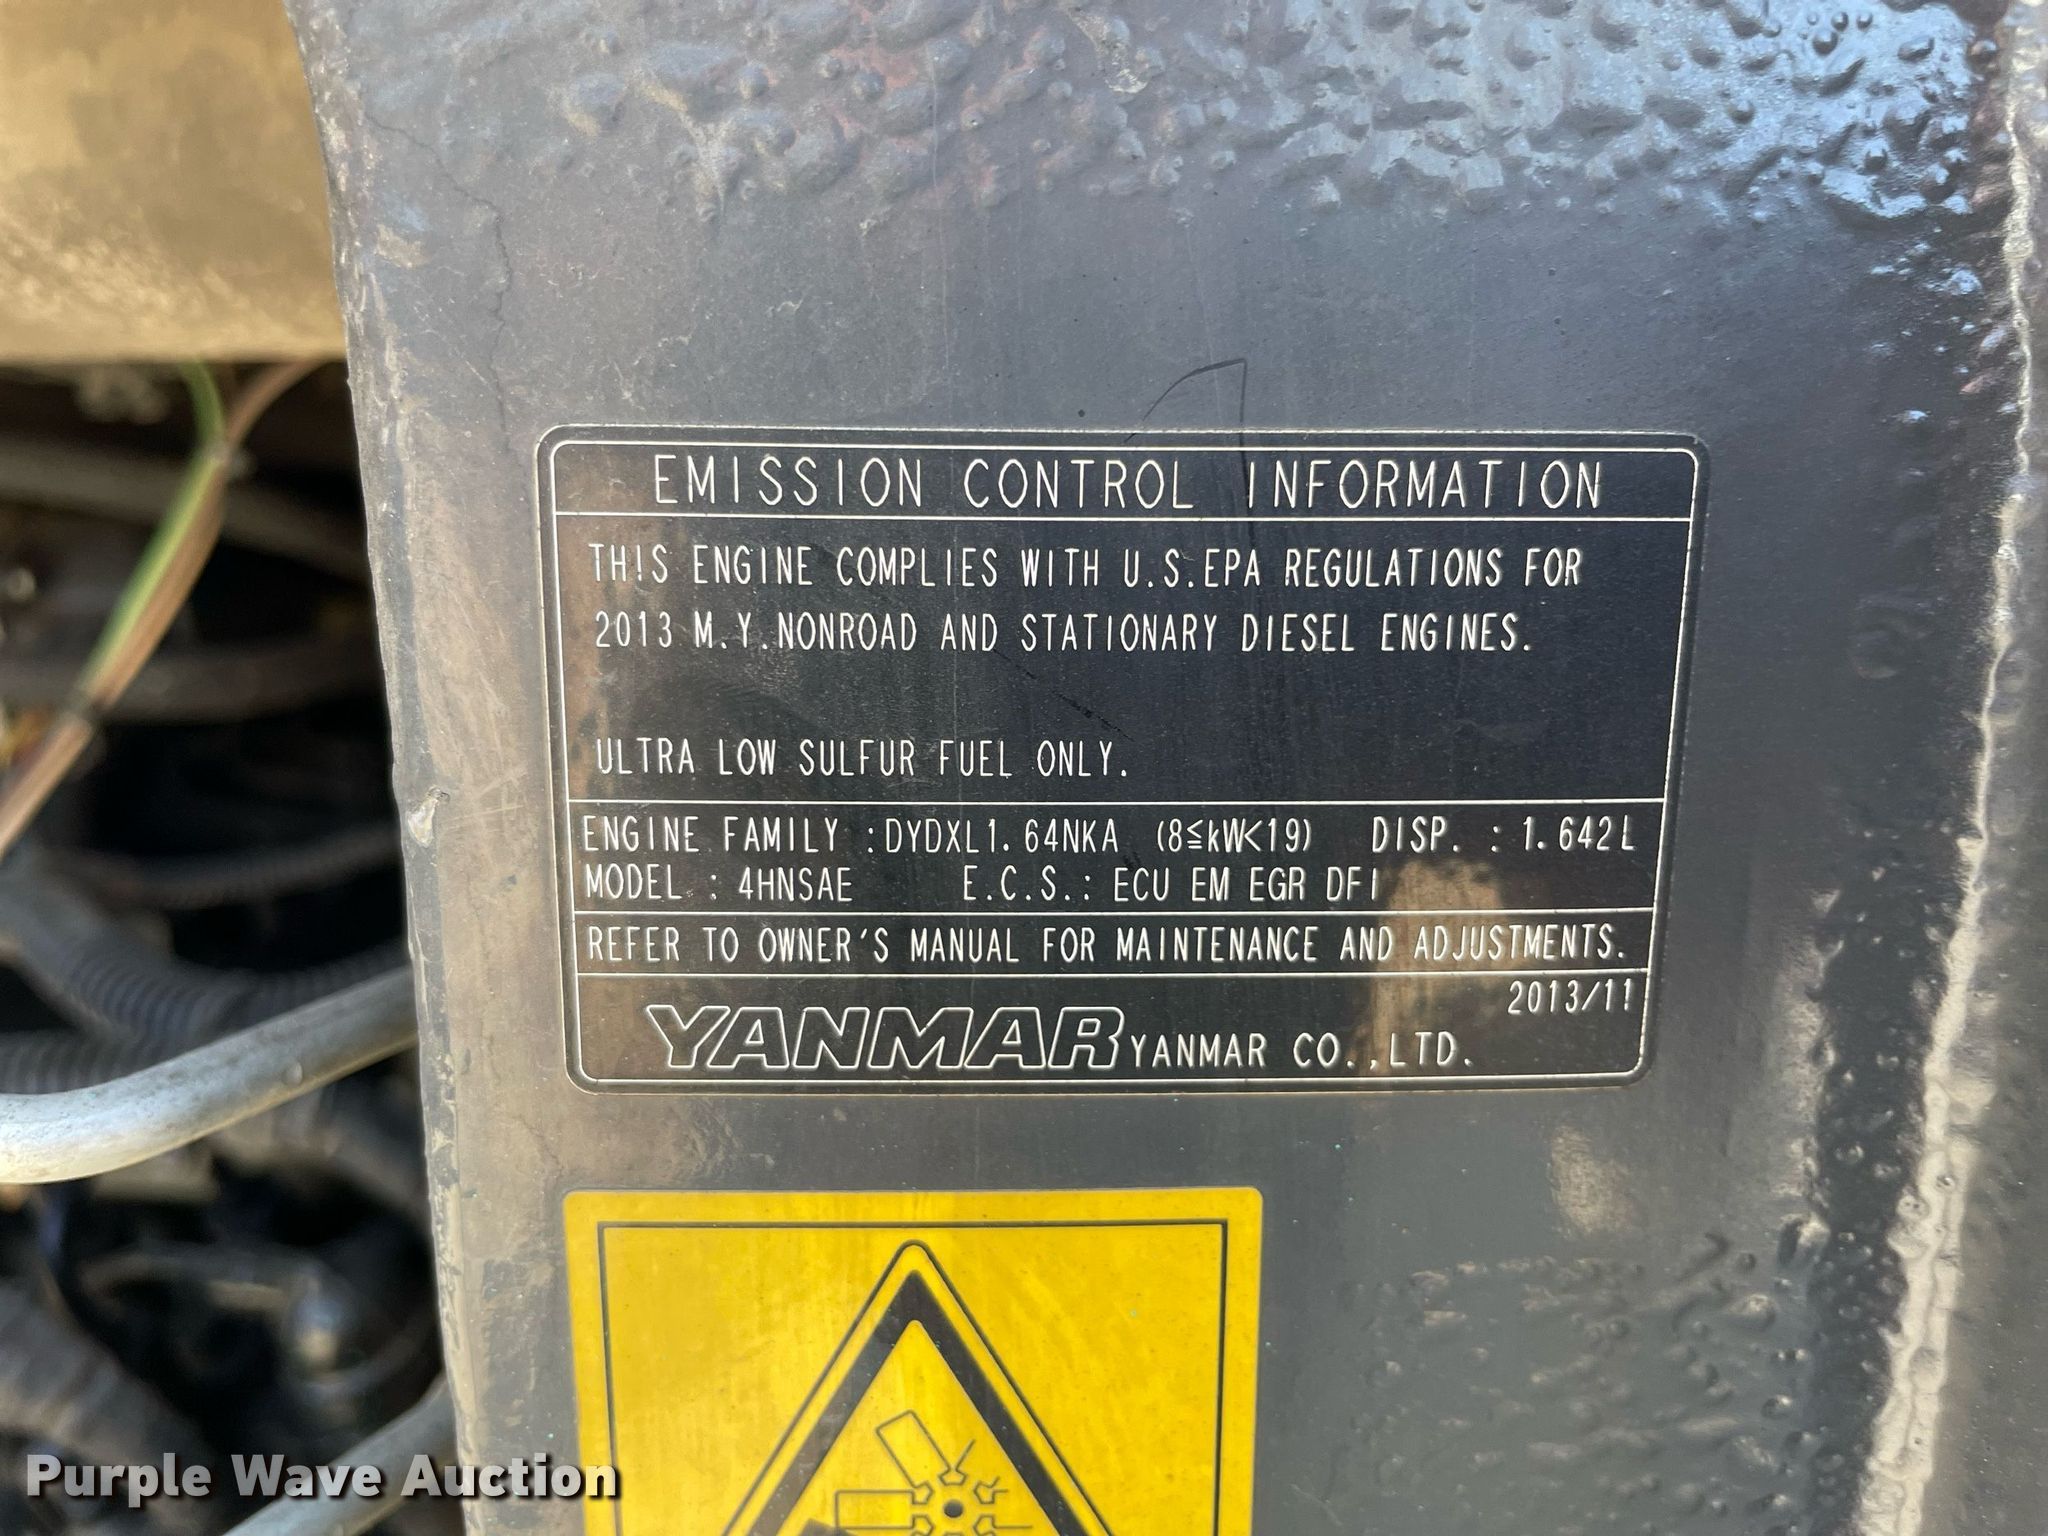 EMISSION CONTROL INFORMATION
THIS ENGINE COMPLIES WITH U.S.EPA REGULATIONS FOR
2013 M.Y.NONROAD AND STATIONARY DIESEL ENGINES.
ULTRA LOW SULFUR FUEL ONLY.
ENGINE FAMILY :DYDXL1.64NKA (8≦kW<19) DISP. : 1.642L
MODEL : 4HNSAE E.C.S.: ECU EM EGR DFI
REFER TO OWNER'S MANUAL FOR MAINTENANCE AND ADJUSTMENTS.
2013/11
YANMAR YANMAR CO.,LTD.
Purple Wave Auction